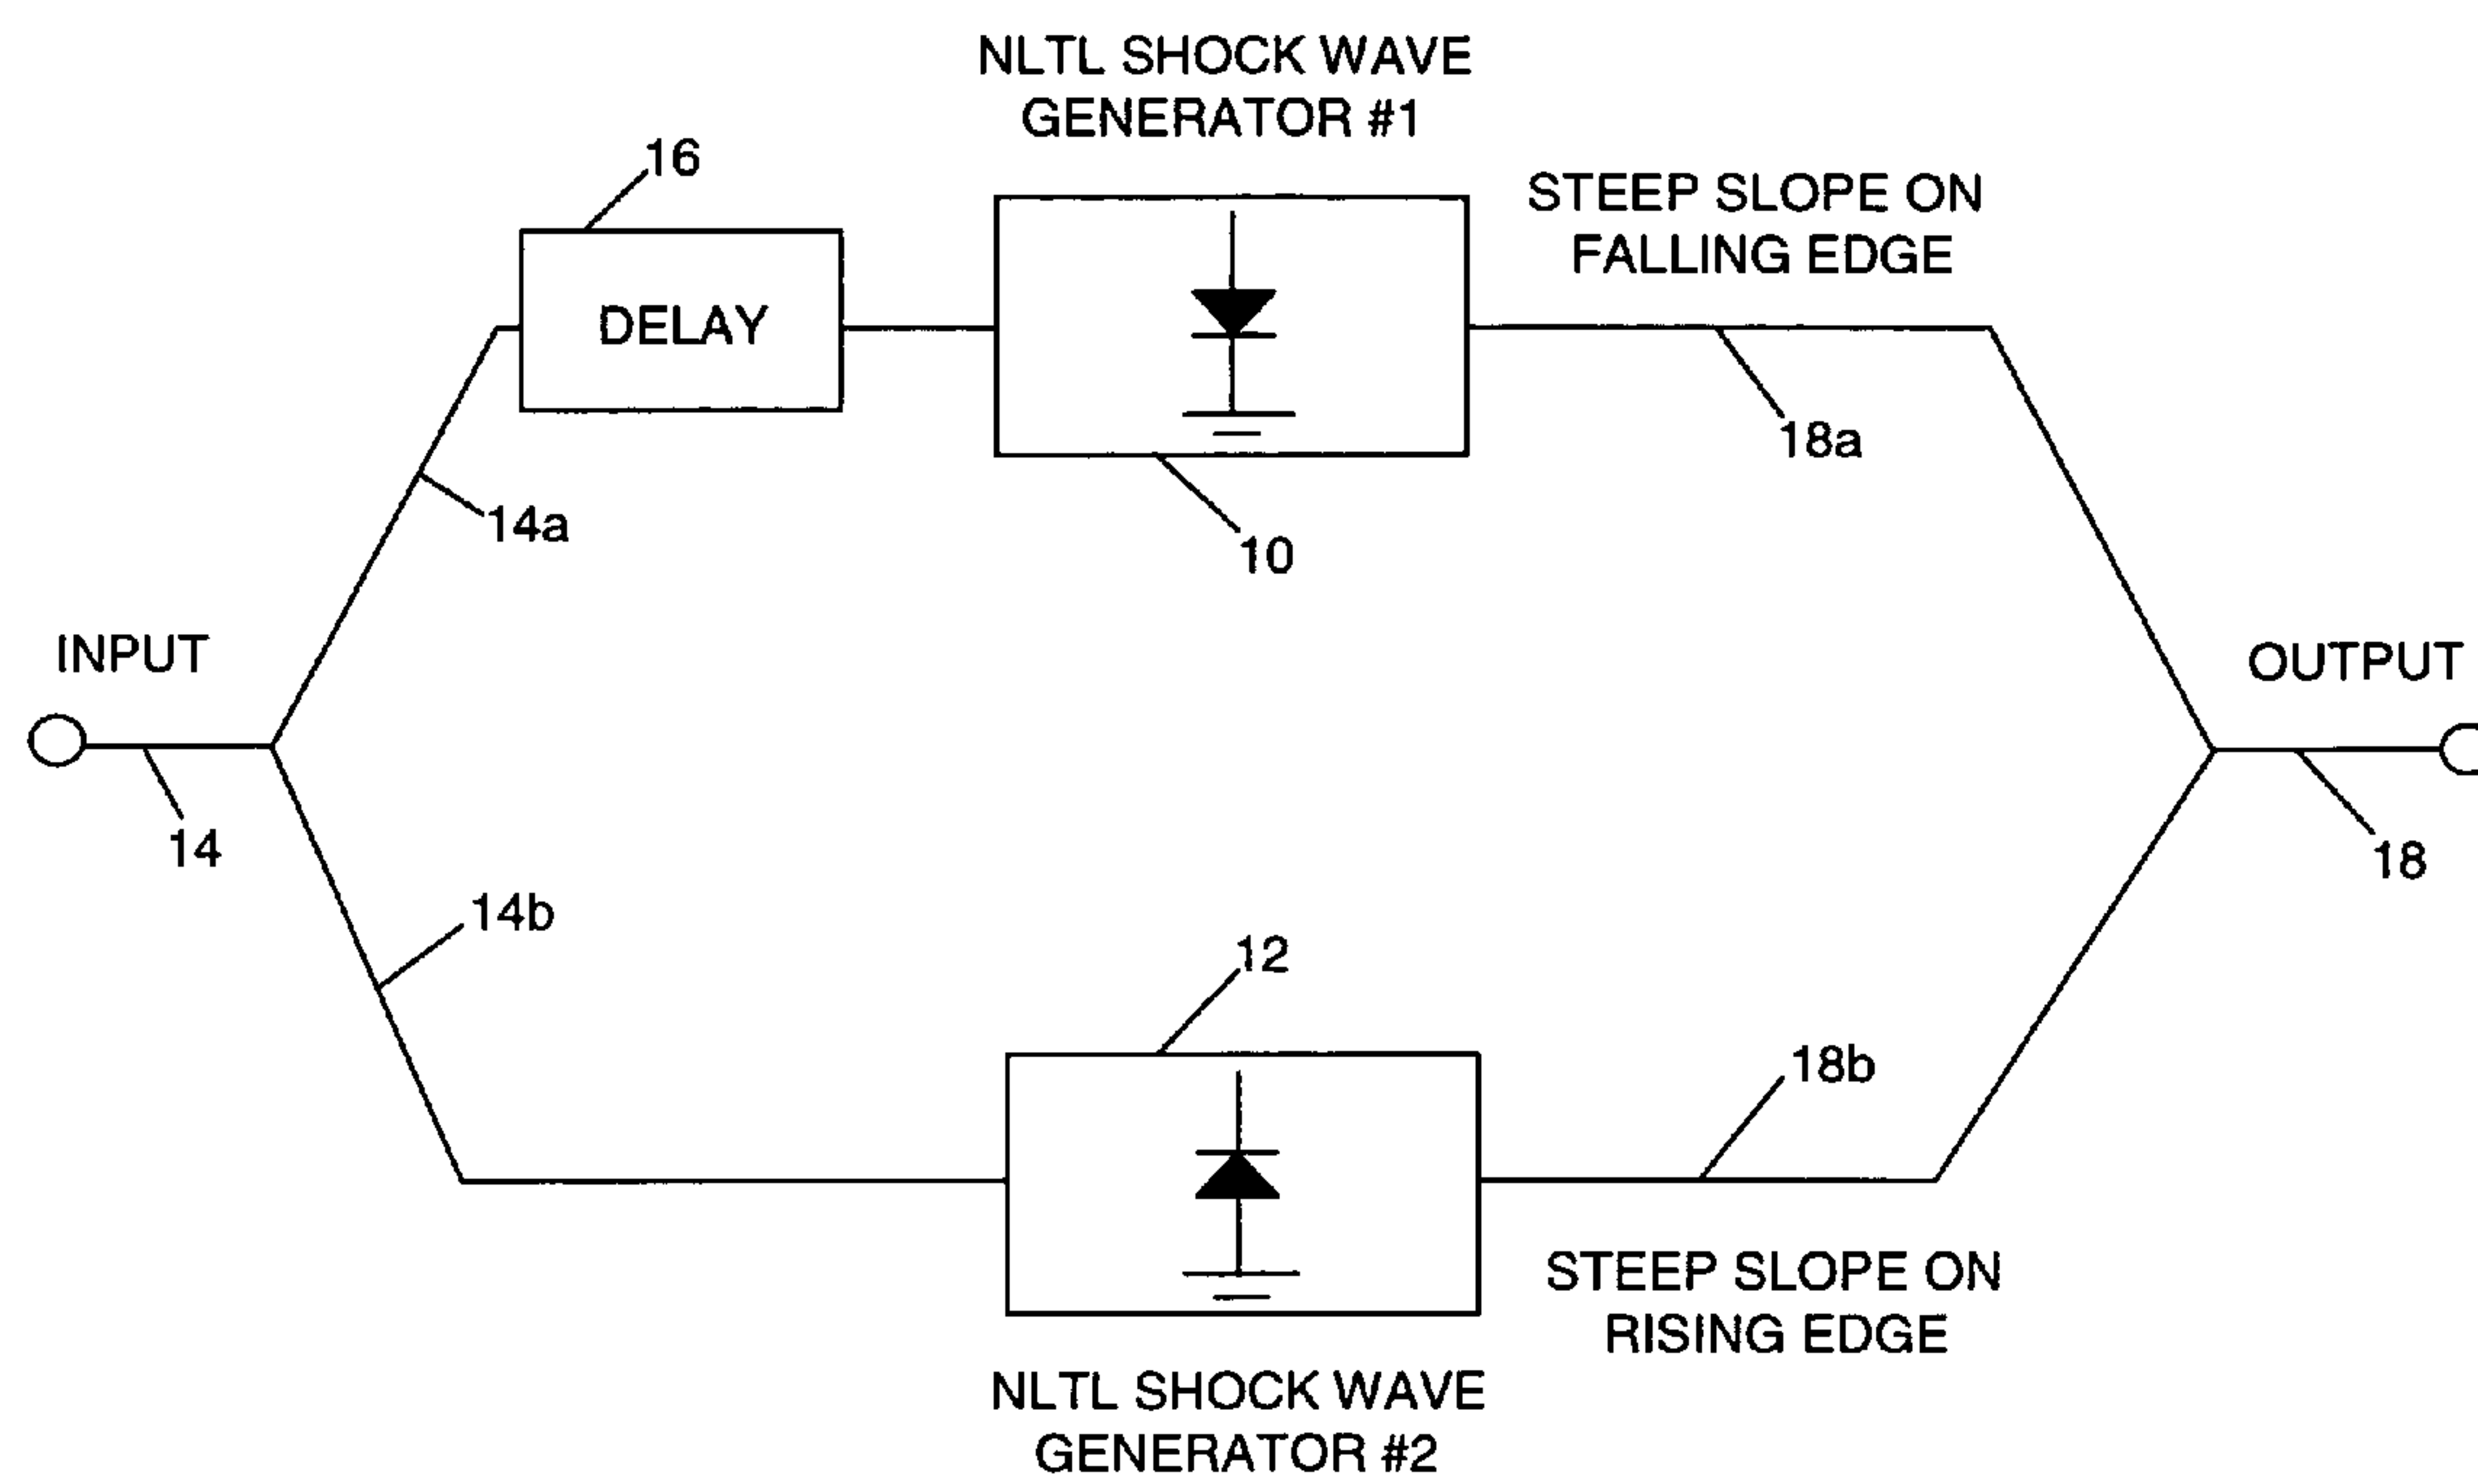 NLTL SHOCK WAVE
GENERATOR #1
16
STEEP SLOPE ON
FALLING EDGE
DELAY
18a
14a
10
INPUT
OUTPUT
14
18
14b
12
18b
STEEP SLOPE ON
RISING EDGE
NLTL SHOCK WAVE
GENERATOR #2